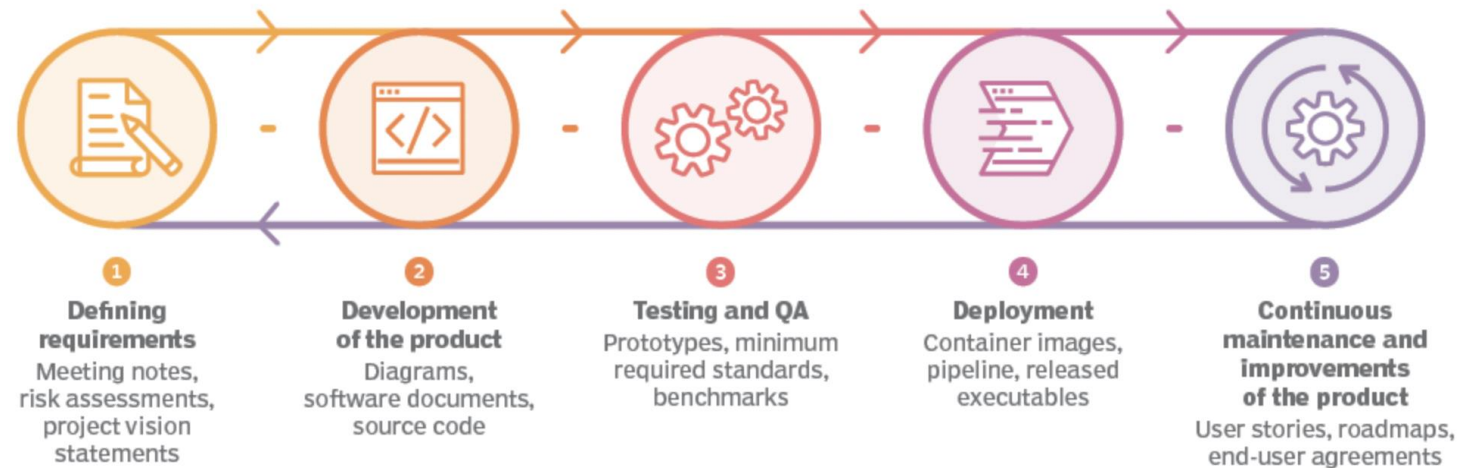 1
Defining
requirements
Meeting notes,
risk assessments,
project vision
statements
2
Development
of the product
Diagrams,
software documents,
source code
3
Testing and QA
Prototypes, minimum
required standards,
benchmarks
4
Deployment
Container images,
pipeline, released
executables
5
Continuous
maintenance and
improvements
of the product
User stories, roadmaps,
end-user agreements